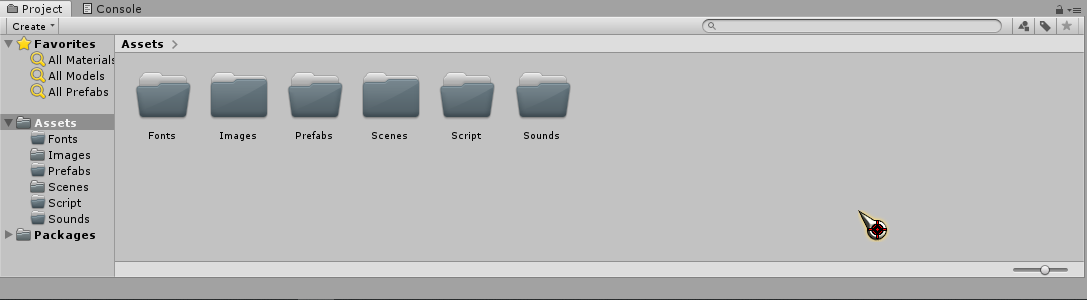 Project
Console
Create
Favorites
All Materials
All Models
All Prefabs
Assets
Fonts
Images
Prefabs
Scenes
Script
Sounds
Packages
Assets
Fonts
Images
Prefabs
Scenes
Script
Sounds